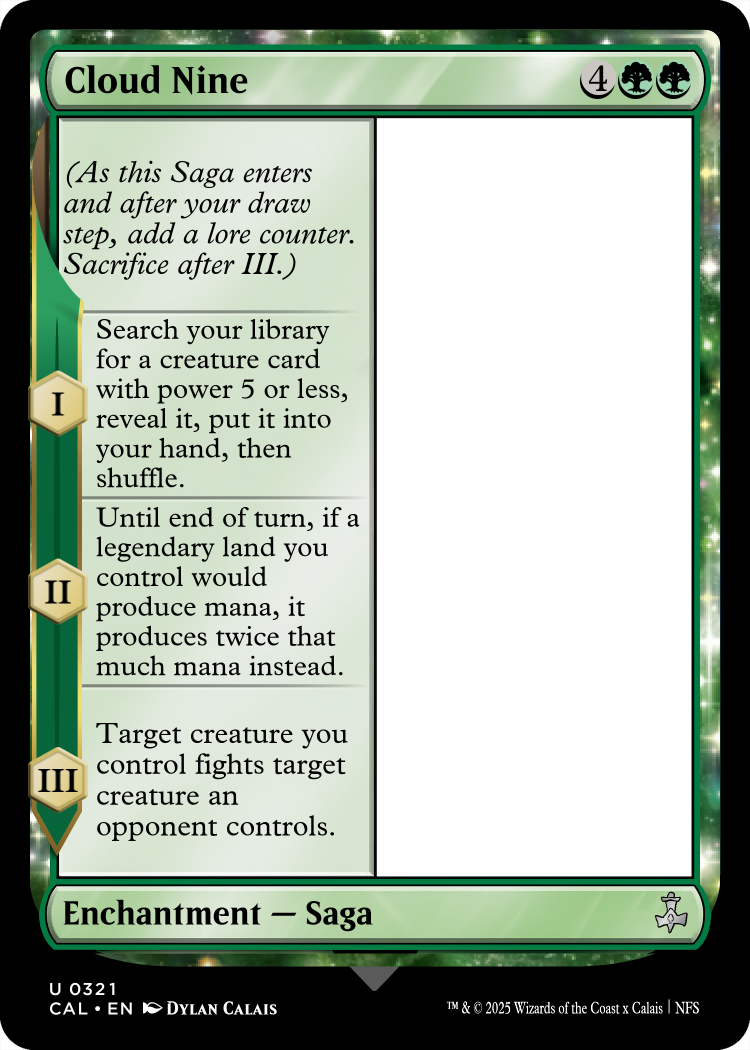 Cloud Nine
4
(As this Saga enters
and after your draw
step, add a lore counter.
Sacrifice after III.)
I
Search your library
for a creature card
with power 5 or less,
reveal it, put it into
your hand, then
shuffle.
II
Until end of turn, if a
legendary land you
control would
produce mana, it
produces twice that
much mana instead.
III
Target creature you
control fights target
creature an
opponent controls.
Enchantment — Saga
U 0321
CAL • EN DYLAN CALAIS
™ & © 2025 Wizards of the Coast x Calais | NFS